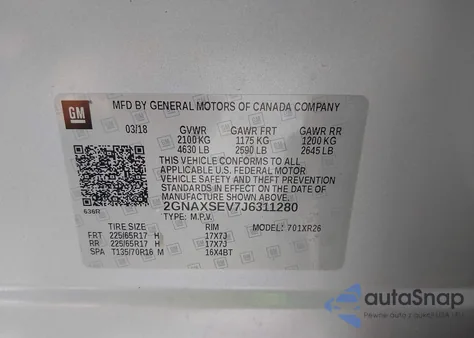 GM
MFD BY GENERAL MOTORS OF CANADA COMPANY
03/18 GVWR GAWR FRT GAWR RR
2100 KG 1175 KG 1200 KG
4630 LB 2590 LB 2645 LB
THIS VEHICLE CONFORMS TO ALL
APPLICABLE U.S. FEDERAL MOTOR
VEHICLE SAFETY STANDARDS IN EFFECT ON
THE DATE OF MANUFACTURE SHOWN ABOVE.
636R 2GNAXSEV7J6311280
TYPE: M.P.V. MODEL: 701XR26
TIRE SIZE RIM
FRT 225/65R17 H 17X7J
RR 225/65R17 H 17X7J
SPA T135/70R16 M 16X4BT
autoSnap